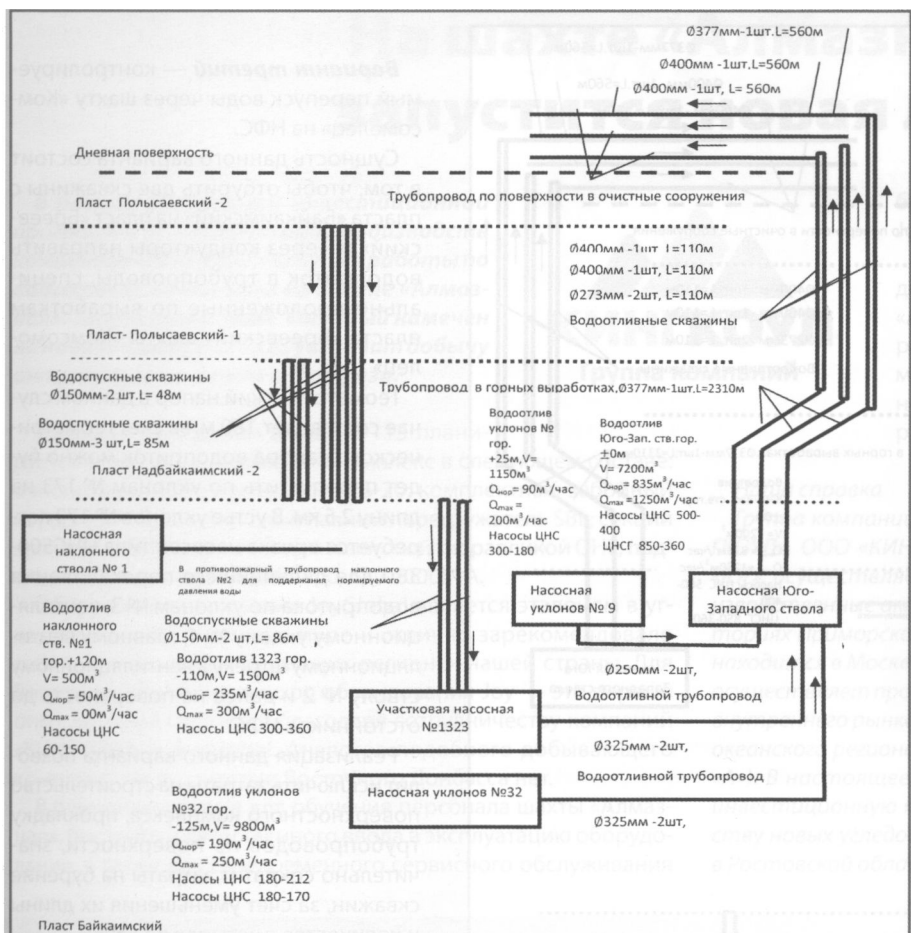 Ø377мм -1шт.L=560м
Ø400мм -1шт, L=560м
Ø400мм -1шт, L= 560м
Дневная поверхность
Пласт Полысаевский -2
Трубопровод по поверхности в очистные сооружения
Ø400мм -1шт, L=110м
Ø400мм -1шт, L=110м
Ø273мм -2шт, L=110м
Водоотливные скважины
Пласт- Полысаевский- 1
Водоспускные скважины
Ø150мм-2 шт.L= 48м
Трубопровод в горных выработках,Ø377мм-1шт.L=2310м
Водоспускные скважины
Ø150мм-3 шт,L= 85м
Пласт Надбайкаимский -2
Водоотлив
уклонов №
9 гор.
-25м,V=
1150м³
Qнор= 90м³/час
Qmax =
200м³/час
Насосы ЦНС
300-180
Водоотлив
Юго-Зап. ств.гор.
±0м
V= 7200м³
Qнор= 835м³/час
Qmax=1250м³/час
Насосы ЦНС 500-
400
ЦНСГ 850-360
Насосная
наклонного
ствола № 1
В противопожарный трубопровод наклонного
ствола №2 для поддержания нормируемого
давления воды
Насосная
уклонов № 9
Насосная Юго-
Западного ствола
Водоотлив
наклонного
ств. №1
гор.+120м
V= 500м³
Qнор= 50м³/час
Qmax = 00м³/час
Насосы ЦНС
60-150
Водоспускные скважины
Ø150мм-2 шт,L= 86м
Водоотлив 1323 гор.
-110м,V= 1500м³
Qнор= 235м³/час
Qmax = 300м³/час
Насосы ЦНС 300-360
Участковая насосная
№1323
Ø250мм -2шт,
Водоотливной трубопровод
Ø325мм -2шт,
Водоотлив уклонов
№32 гор.
-125м,V= 9800м³
Qнор= 190м³/час
Qmax = 250м³/час
Насосы ЦНС 180-212
Насосы ЦНС 180-170
Насосная уклонов №32
Водоотливной трубопровод
Ø325мм -2шт,
Пласт Байкаимский